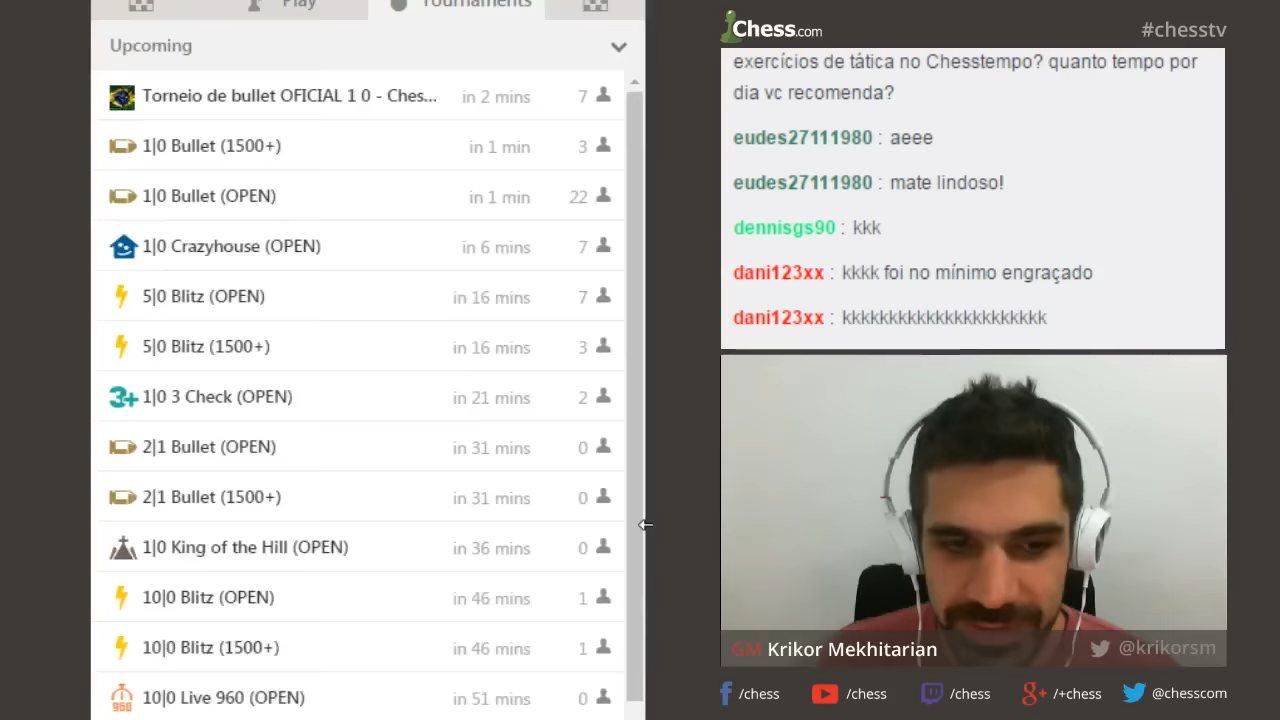 Play
Tournaments
Upcoming
Torneio de bullet OFICIAL 1 0 - Ches... in 2 mins 7
1|0 Bullet (1500+) in 1 min 3
1|0 Bullet (OPEN) in 1 min 22
1|0 Crazyhouse (OPEN) in 6 mins 7
5|0 Blitz (OPEN) in 16 mins 7
5|0 Blitz (1500+) in 16 mins 3
3+ 1|0 3 Check (OPEN) in 21 mins 2
2|1 Bullet (OPEN) in 31 mins 0
2|1 Bullet (1500+) in 31 mins 0
1|0 King of the Hill (OPEN) in 36 mins 0
10|0 Blitz (OPEN) in 46 mins 1
10|0 Blitz (1500+) in 46 mins 1
960 10|0 Live 960 (OPEN) in 51 mins 0
Chess.com #chesstv
exercícios de tática no Chesstempo? quanto tempo por
dia vc recomenda?
eudes27111980 : aeee
eudes27111980 : mate lindoso!
dennisgs90 : kkk
dani123xx : kkkk foi no mínimo engraçado
dani123xx : kkkkkkkkkkkkkkkkkkkkkk
GM Krikor Mekhitarian @krikorsm
/chess /chess /chess g+ /+chess @chesscom